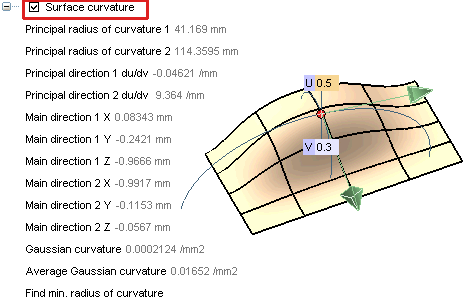 Surface curvature
Principal radius of curvature 1 41.169 mm
Principal radius of curvature 2 114.3595 mm
Principal direction 1 du/dv -0.04621 /mm
Principal direction 2 du/dv 9.364 /mm
Main direction 1 X 0.08343 mm
Main direction 1 Y -0.2421 mm
Main direction 1 Z -0.9666 mm
Main direction 2 X -0.9917 mm
Main direction 2 Y -0.1153 mm
Main direction 2 Z -0.0567 mm
Gaussian curvature 0.0002124 /mm2
Average Gaussian curvature 0.01652 /mm2
Find min. radius of curvature
U 0.5
V 0.3